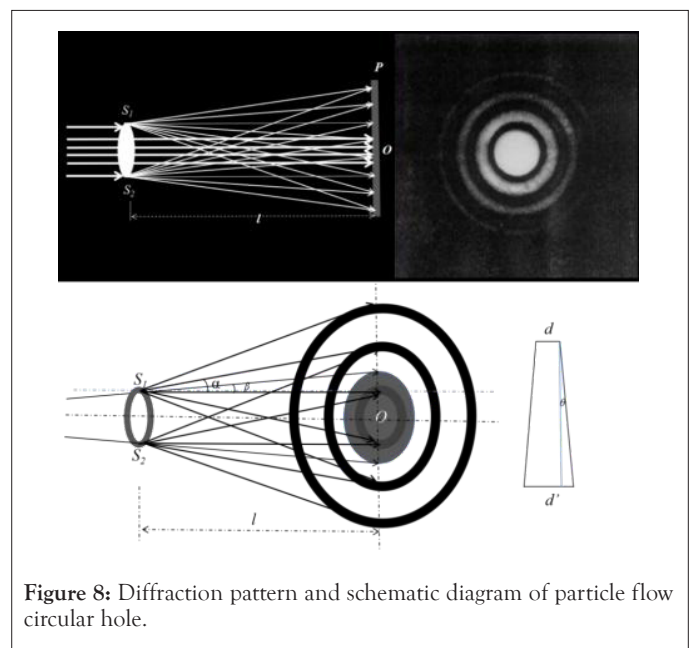 P
S1
O
S2
l
d
S1
α
β
θ
O
S2
d'
l
Figure 8: Diffraction pattern and schematic diagram of particle flow
circular hole.